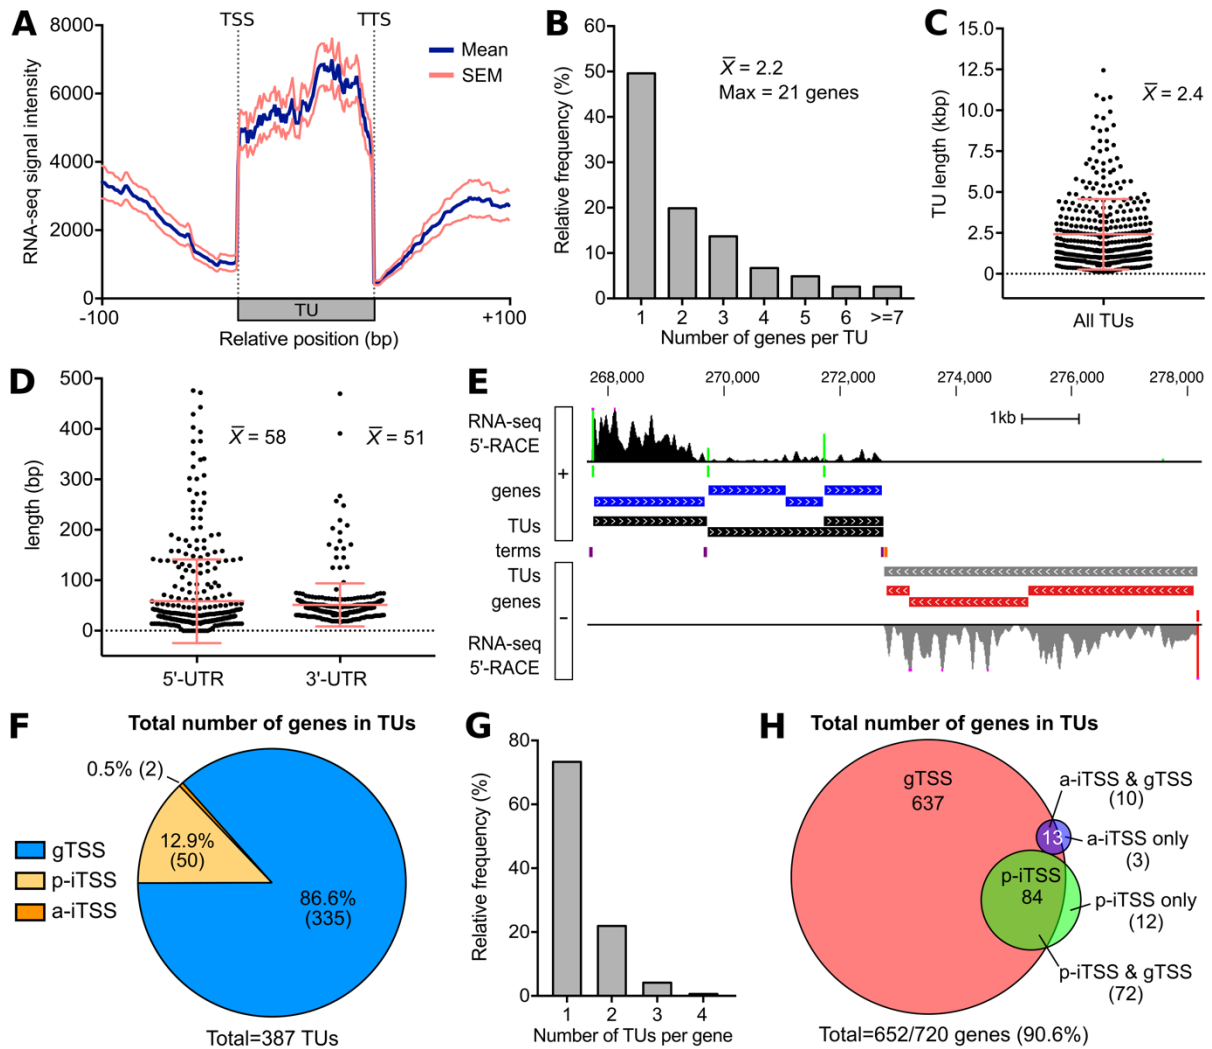 A
TSS
TTS
8000
6000
4000
2000
0
RNA-seq signal intensity
Mean
SEM
TU
-100
+100
Relative position (bp)
B
60
50
40
30
20
10
0
Relative frequency (%)
X̅ = 2.2
Max = 21 genes
1 2 3 4 5 6 >=7
Number of genes per TU
C
15.0
12.5
10.0
7.5
5.0
2.5
0
TU length (kbp)
X̅ = 2.4
All TUs
D
500
400
300
200
100
0
length (bp)
X̅ = 58
X̅ = 51
5'-UTR
3'-UTR
E
268,000 270,000 272,000 274,000 276,000 278,000
1kb
RNA-seq
5'-RACE
+
genes
TUs
terms
TUs
genes
−
RNA-seq
5'-RACE
F
Total number of genes in TUs
0.5% (2)
12.9%
(50)
86.6%
(335)
gTSS
p-iTSS
a-iTSS
Total=387 TUs
G
80
60
40
20
0
Relative frequency (%)
1 2 3 4
Number of TUs per gene
H
Total number of genes in TUs
gTSS
637
a-iTSS & gTSS
(10)
13
a-iTSS only
(3)
p-iTSS
84
p-iTSS only
(12)
p-iTSS & gTSS
(72)
Total=652/720 genes (90.6%)